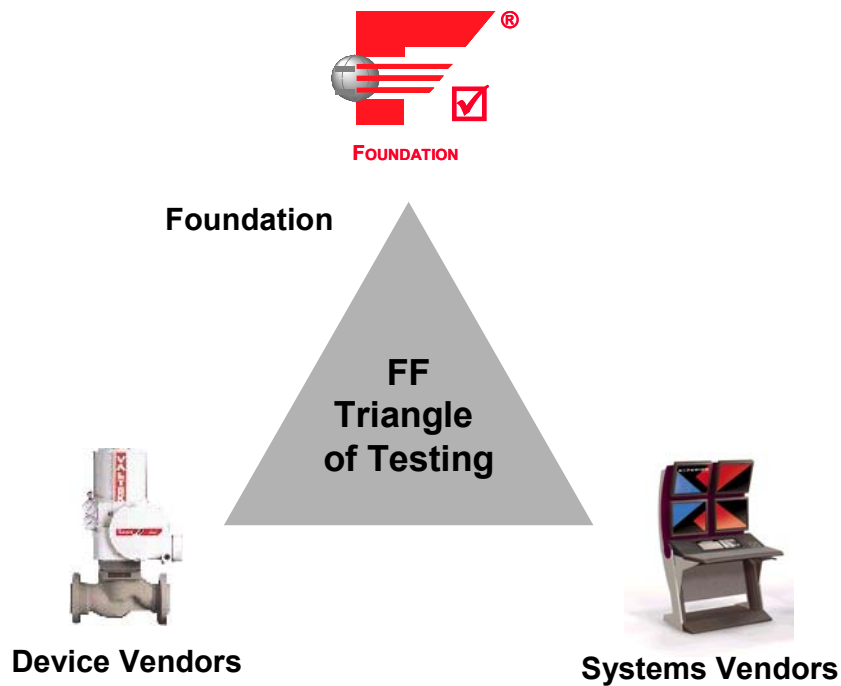 ®
FOUNDATION
Foundation
FF
Triangle
of Testing
Device Vendors
Systems Vendors